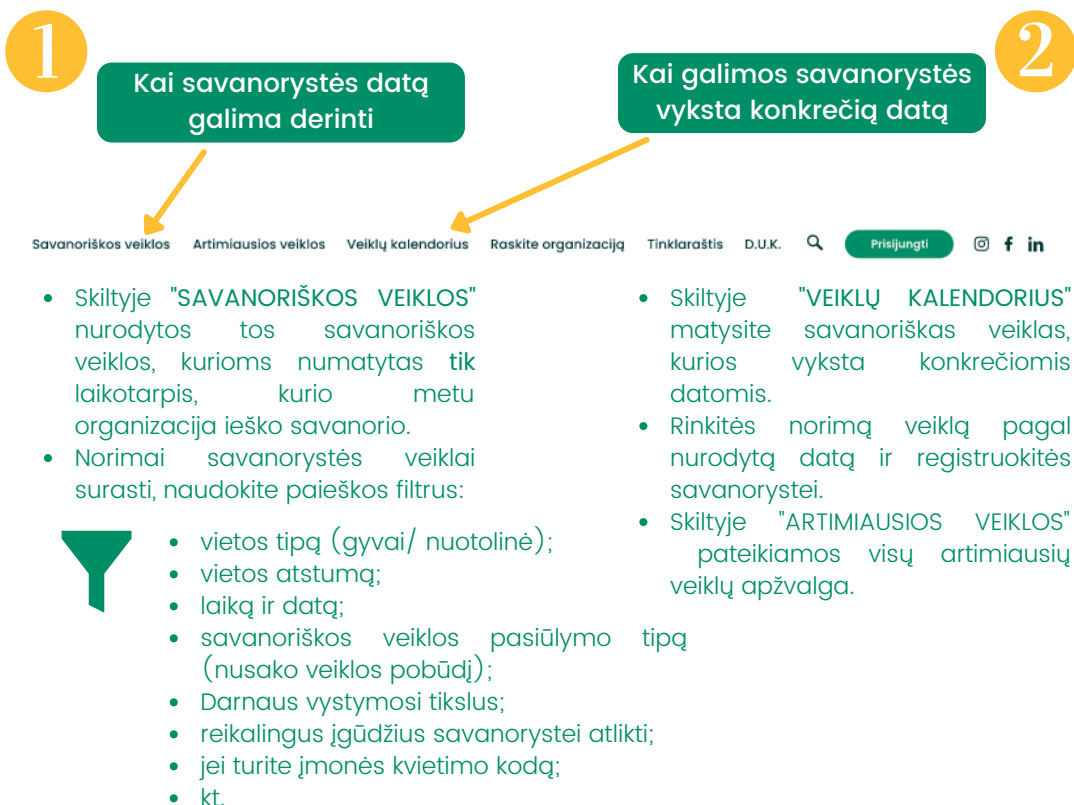 1
Kai savanorystės datą
galima derinti
2
Kai galimos savanorystės
vyksta konkrečią datą
Savanoriškos veiklos Artimiausios veiklos Veiklų kalendorius Raskite organizaciją Tinklaraštis D.U.K. Prisijungti
• Skiltyje "SAVANORIŠKOS VEIKLOS"
nurodytos tos savanoriškos
veiklos, kurioms numatytas tik
laikotarpis, kurio metu
organizacija ieško savanorio.
• Norimai savanorystės veiklai
surasti, naudokite paieškos filtrus:
• vietos tipą (gyvai/ nuotolinė);
• vietos atstumą;
• laiką ir datą;
• savanoriškos veiklos pasiūlymo tipą
(nusako veiklos pobūdį);
• Darnaus vystymosi tikslus;
• reikalingus įgūdžius savanorystei atlikti;
• jei turite įmonės kvietimo kodą;
• kt.
• Skiltyje "VEIKLŲ KALENDORIUS"
matysite savanoriškas veiklas,
kurios vyksta konkrečiomis
datomis.
• Rinkitės norimą veiklą pagal
nurodytą datą ir registruokitės
savanorystei.
• Skiltyje "ARTIMIAUSIOS VEIKLOS"
pateikiamos visų artimiausių
veiklų apžvalga.